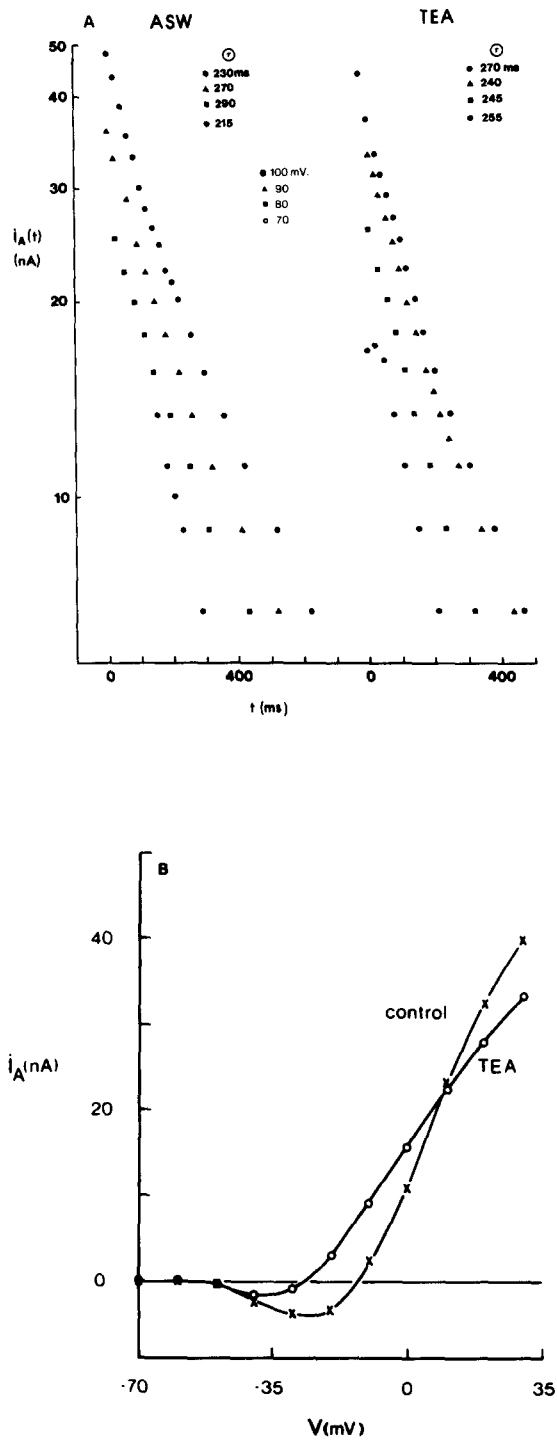 A
ASW
TEA
50
40
30
20
10
i_A(t)
(nA)
τ
230ms
270
290
215
100 mV.
90
80
70
τ
270 ms
240
245
255
0
400
0
400
t (ms)
B
40
20
0
i_A(nA)
control
TEA
-70
-35
0
35
V(mV)